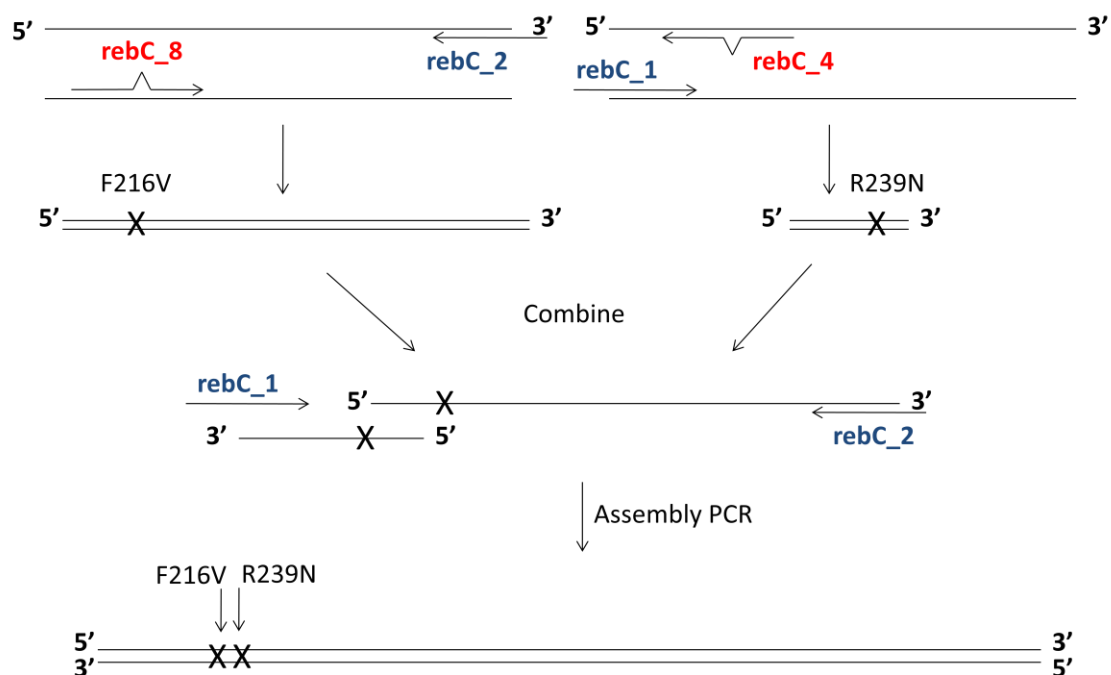 5’ 3’ 5’ 3’
rebC_8 rebC_2 rebC_4
rebC_1
F216V R239N
5’ X 3’ 5’ X 3’
Combine
rebC_1
5’ X 3’
3’ X 5’ rebC_2
Assembly PCR
F216V R239N
5’ 3’
3’ X X 5’